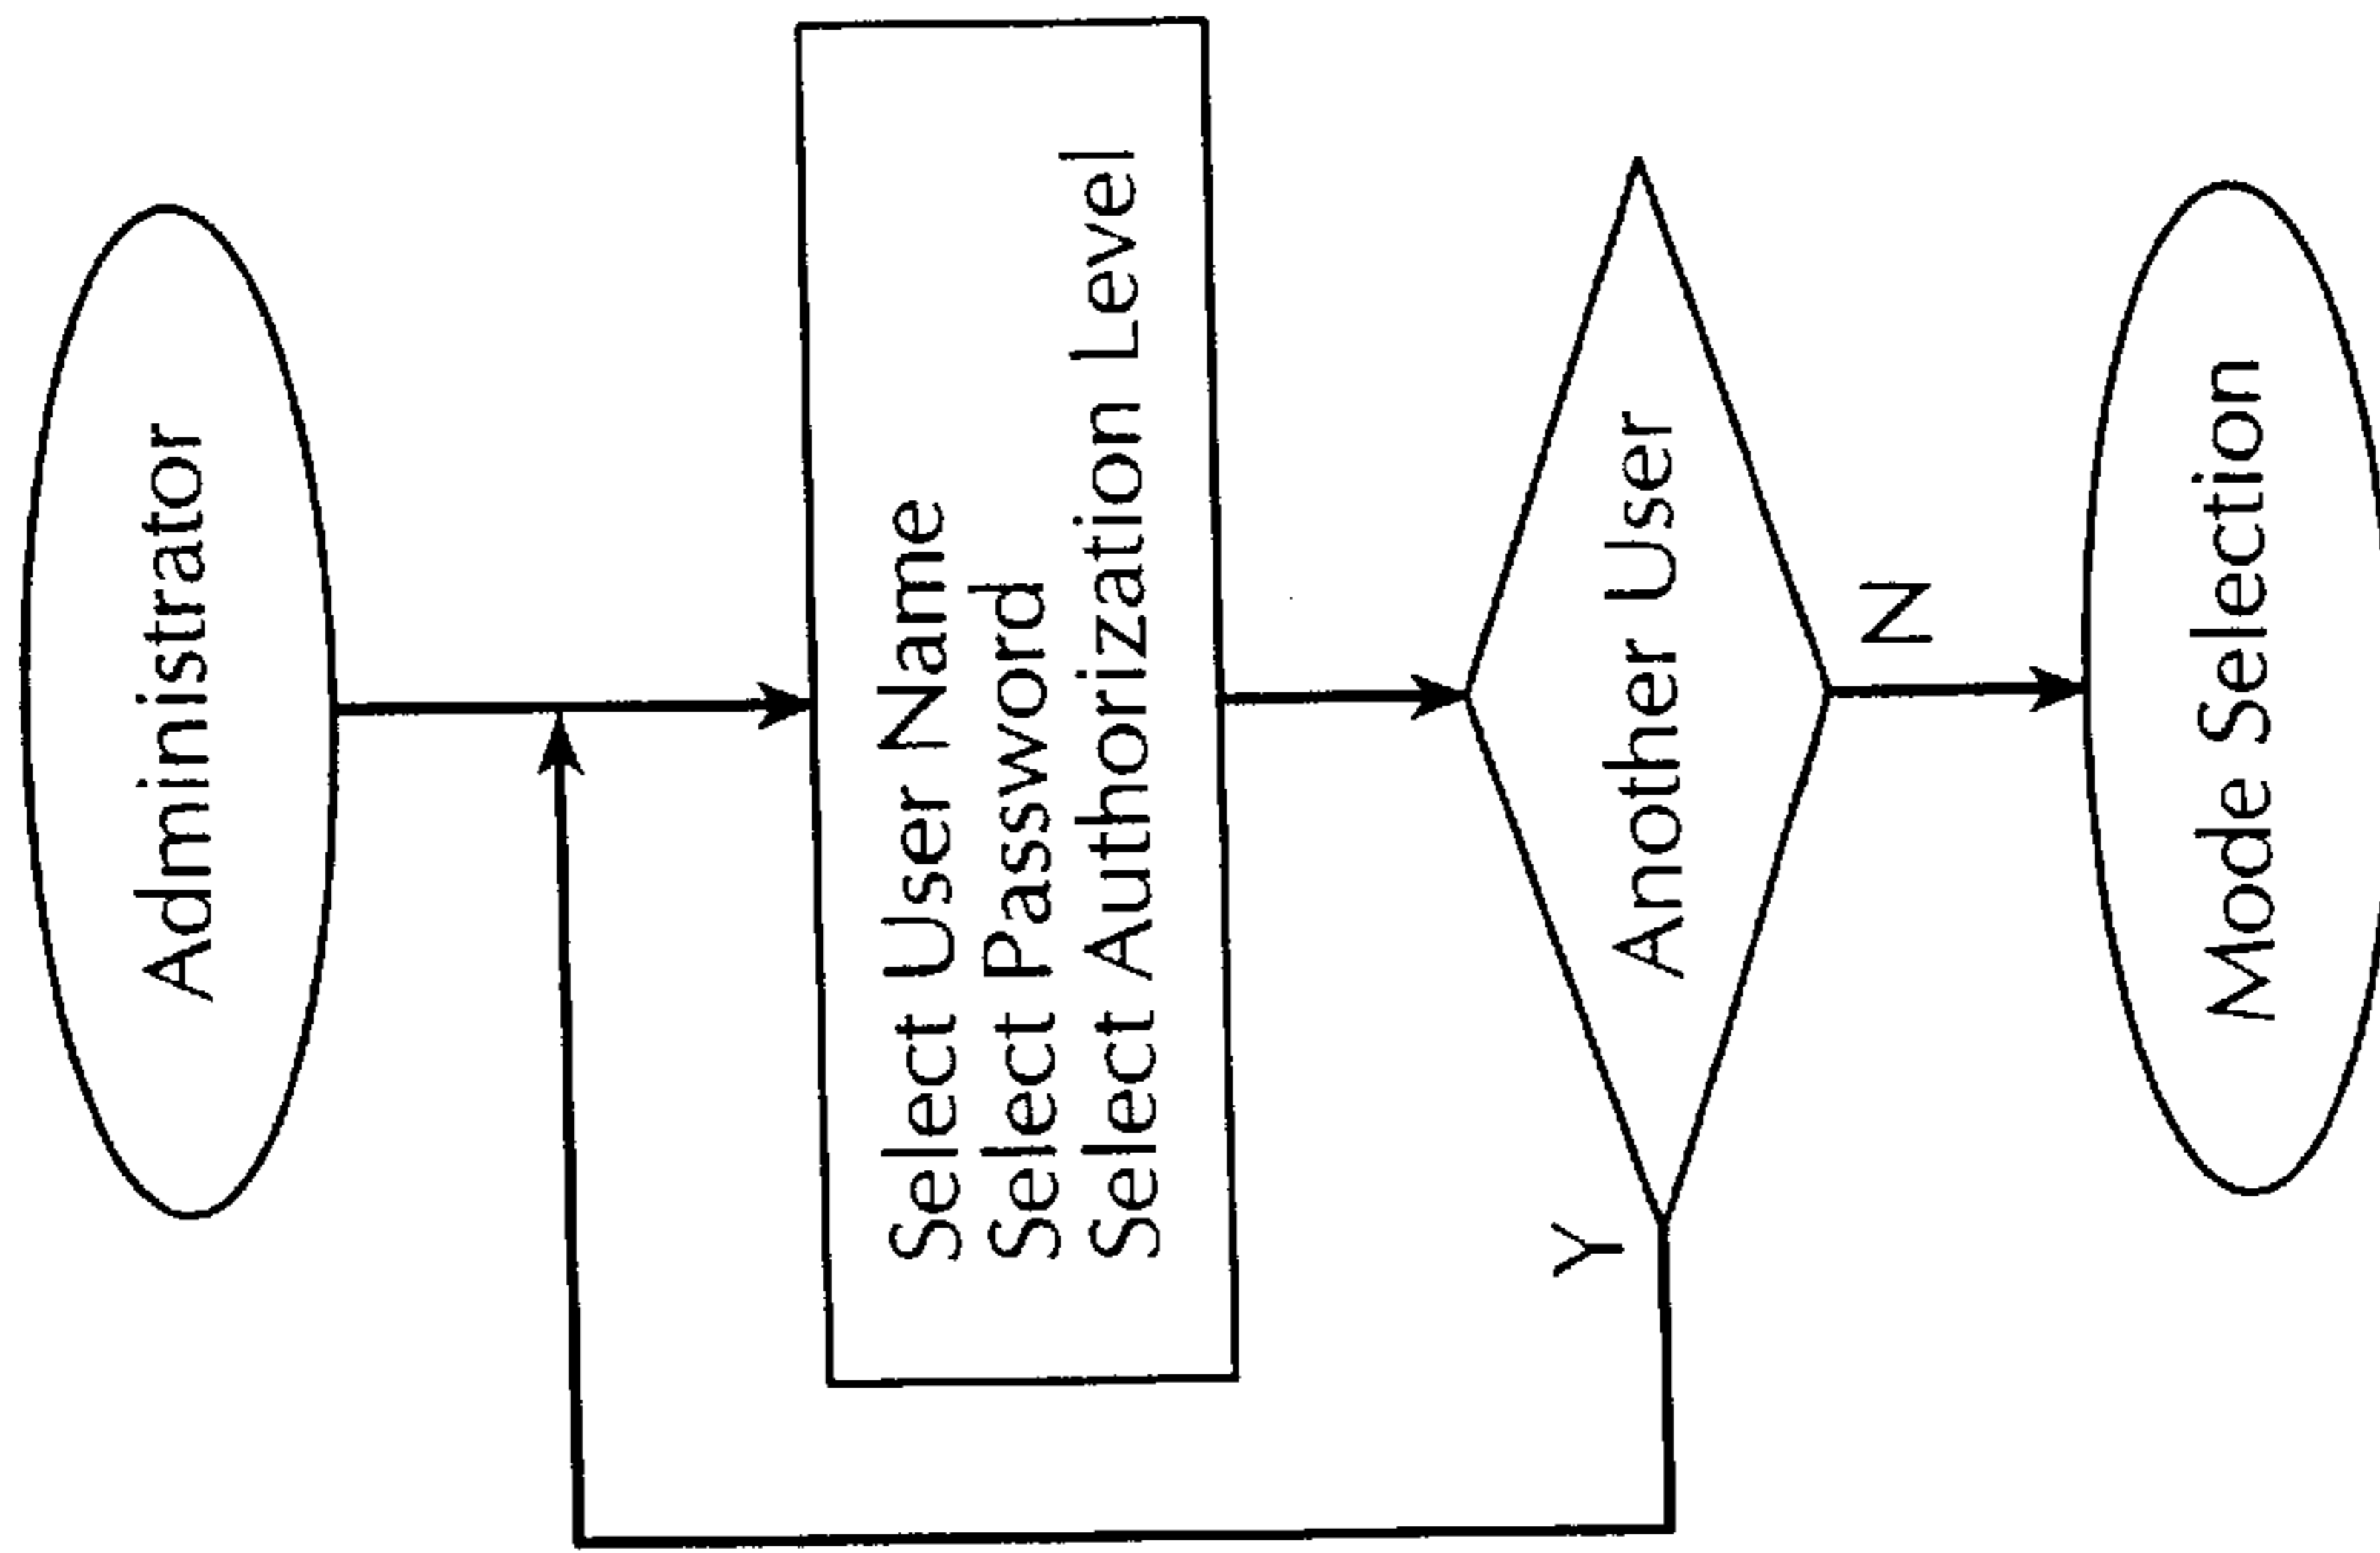 Administrator
Select User Name
Select Password
Select Authorization Level
Another User
Y
N
Mode Selection